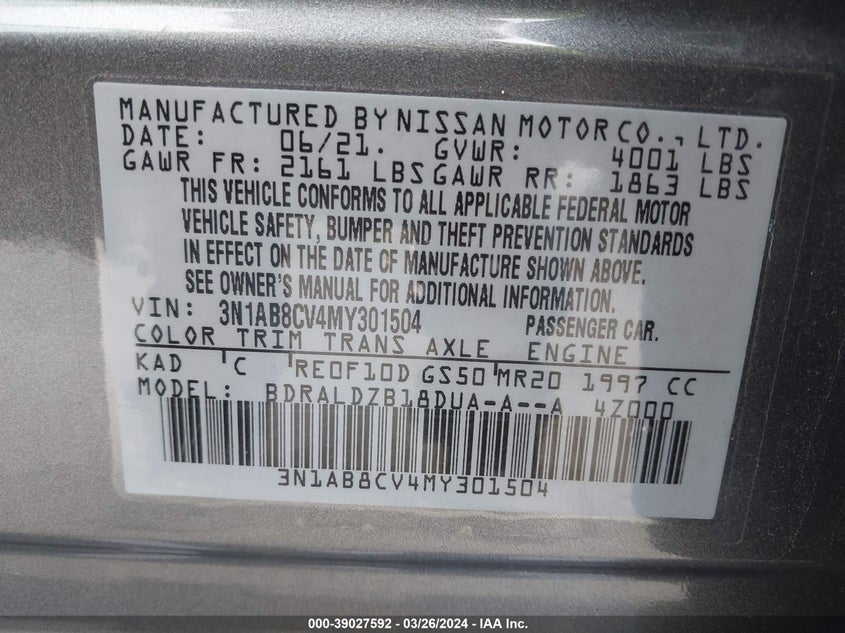 MANUFACTURED BY NISSAN MOTOR CO., LTD.
DATE: 06/21. GVWR: 4001 LBS
GAWR FR: 2161 LBS GAWR RR: 1863 LBS
THIS VEHICLE CONFORMS TO ALL APPLICABLE FEDERAL MOTOR
VEHICLE SAFETY, BUMPER AND THEFT PREVENTION STANDARDS
IN EFFECT ON THE DATE OF MANUFACTURE SHOWN ABOVE.
SEE OWNER'S MANUAL FOR ADDITIONAL INFORMATION.
VIN: 3N1AB8CV4MY301504 PASSENGER CAR.
COLOR TRIM TRANS AXLE ENGINE
KAD C RE0F10D GS50 MR20 1997 CC
MODEL: BDRALDZB18DUA-A--A 4Z000
3N1AB8CV4MY301504
000-39027592 - 03/26/2024 - IAA Inc.